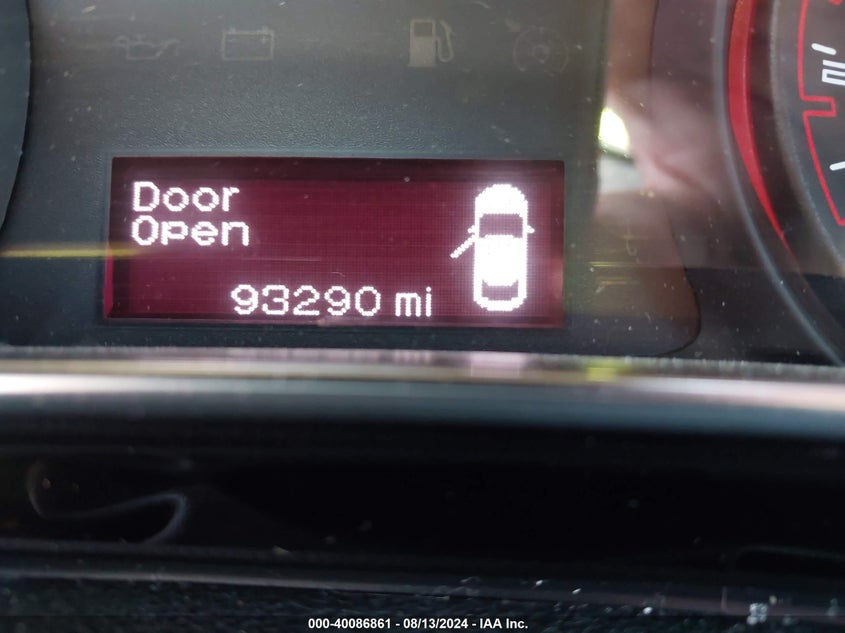 Door
Open
93290 mi
000-40086861 - 08/13/2024 - IAA Inc.